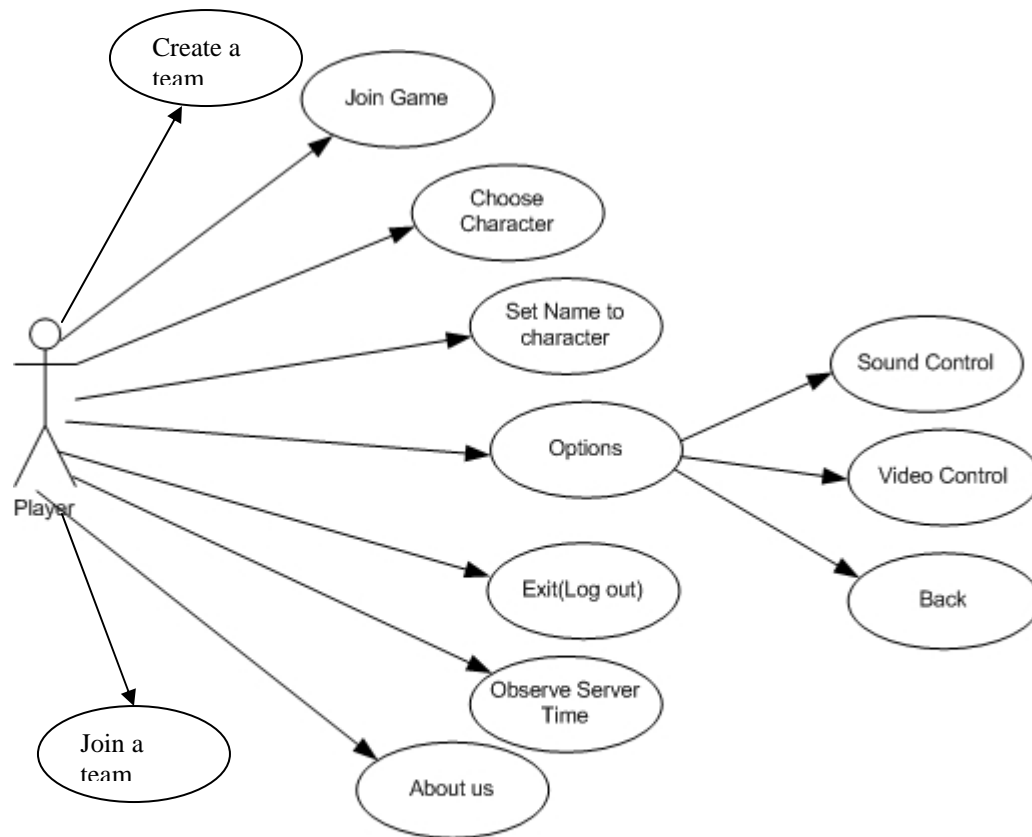 Create a
team
Join Game
Choose
Character
Set Name to
character
Sound Control
Options
Video Control
Player
Exit(Log out)
Back
Observe Server
Time
Join a
team
About us